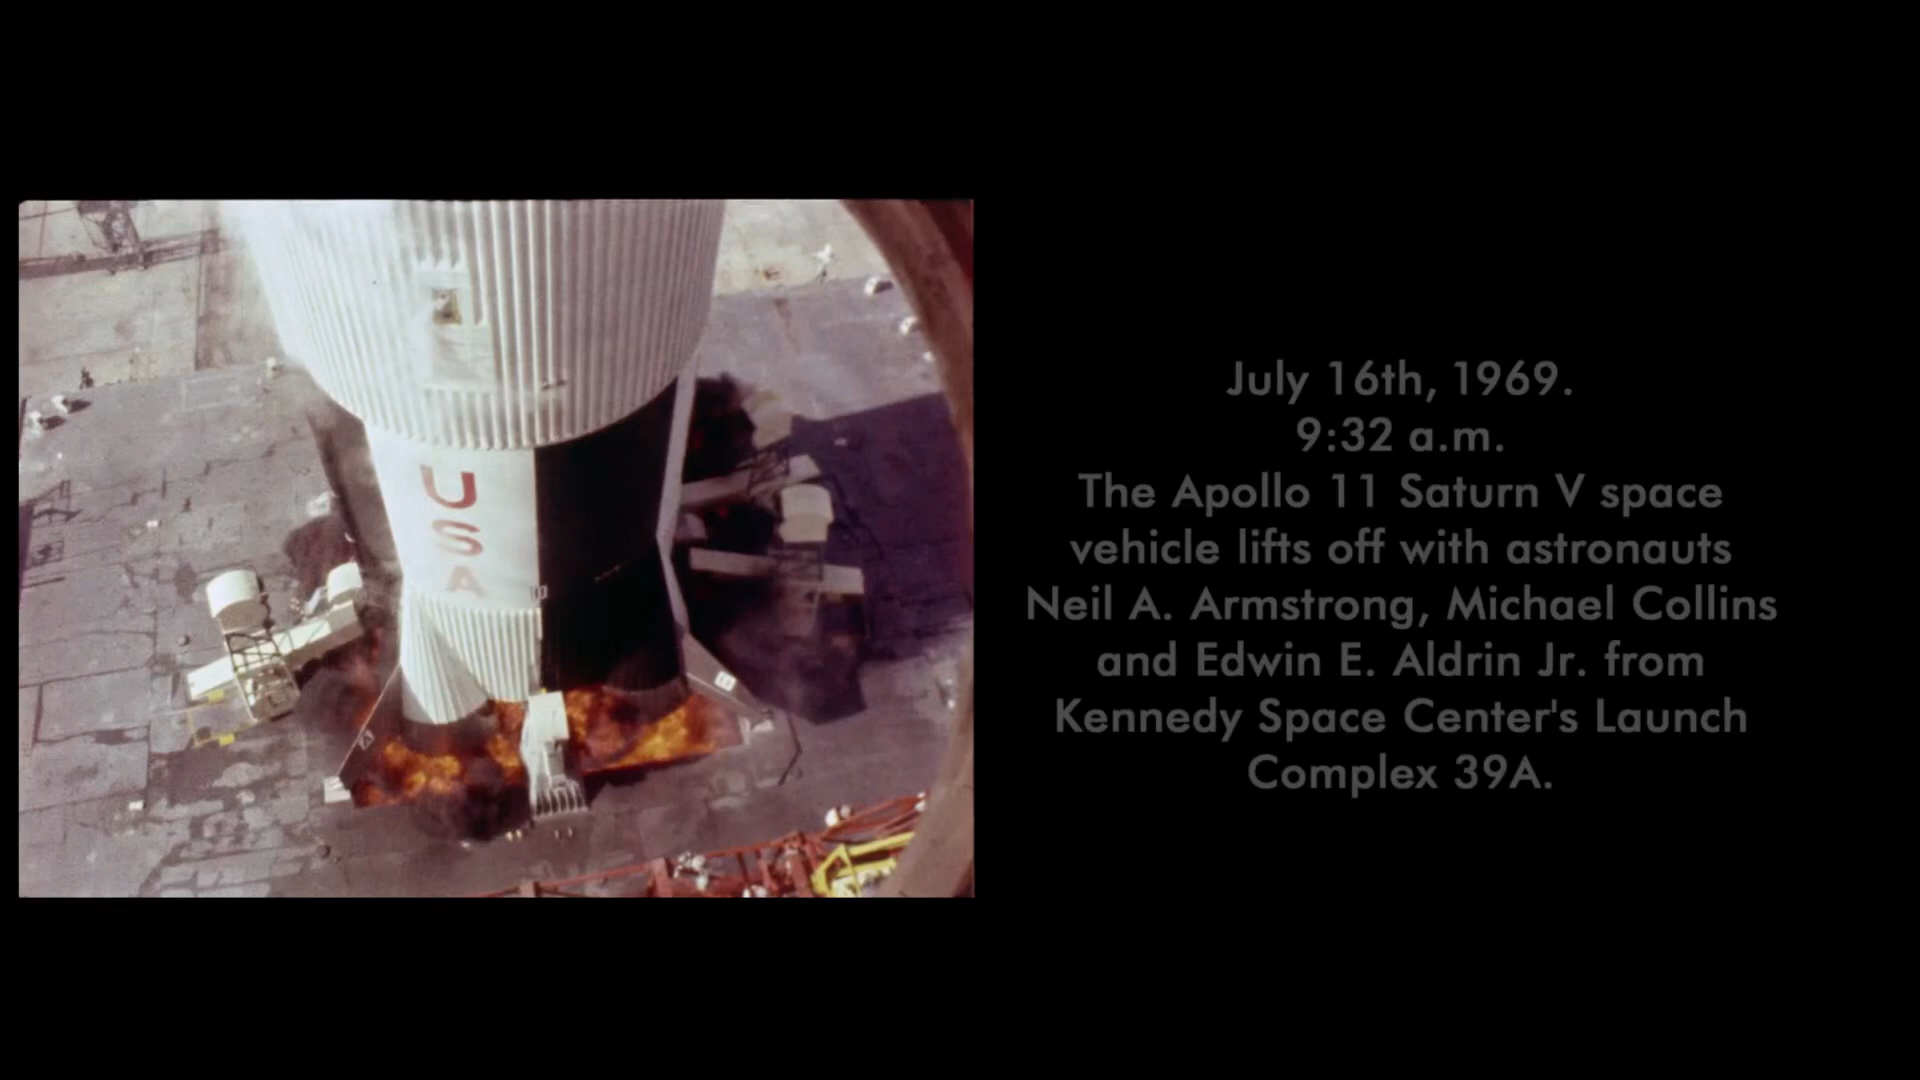 U
S
A
July 16th, 1969.
9:32 a.m.
The Apollo 11 Saturn V space
vehicle lifts off with astronauts
Neil A. Armstrong, Michael Collins
and Edwin E. Aldrin Jr. from
Kennedy Space Center's Launch
Complex 39A.